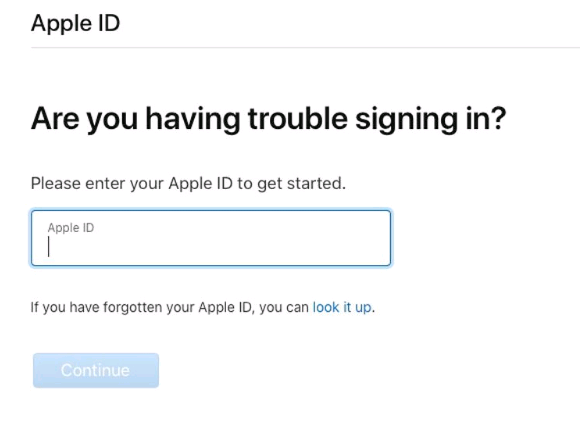 Apple ID
Are you having trouble signing in?
Please enter your Apple ID to get started.
Apple ID
If you have forgotten your Apple ID, you can look it up.
Continue